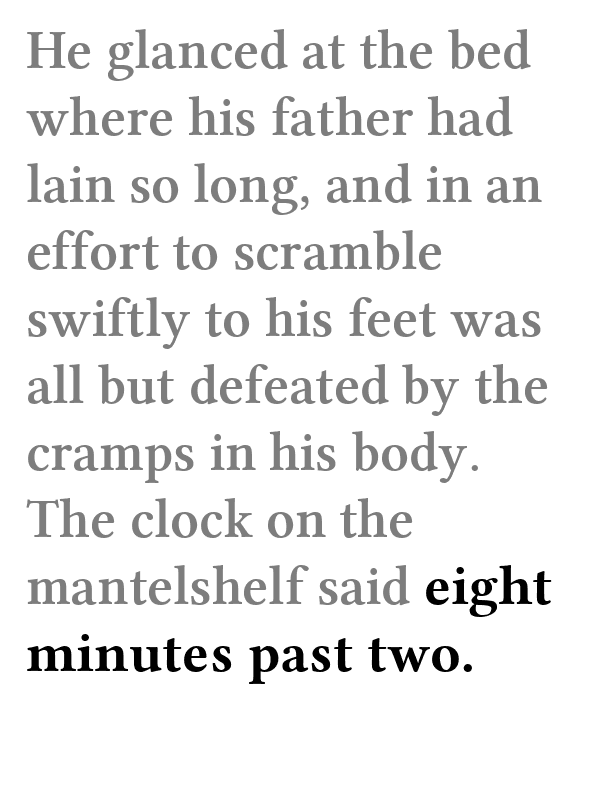 He glanced at the bed
where his father had
lain so long, and in an
effort to scramble
swiftly to his feet was
all but defeated by the
cramps in his body.
The clock on the
mantelshelf said eight
minutes past two.